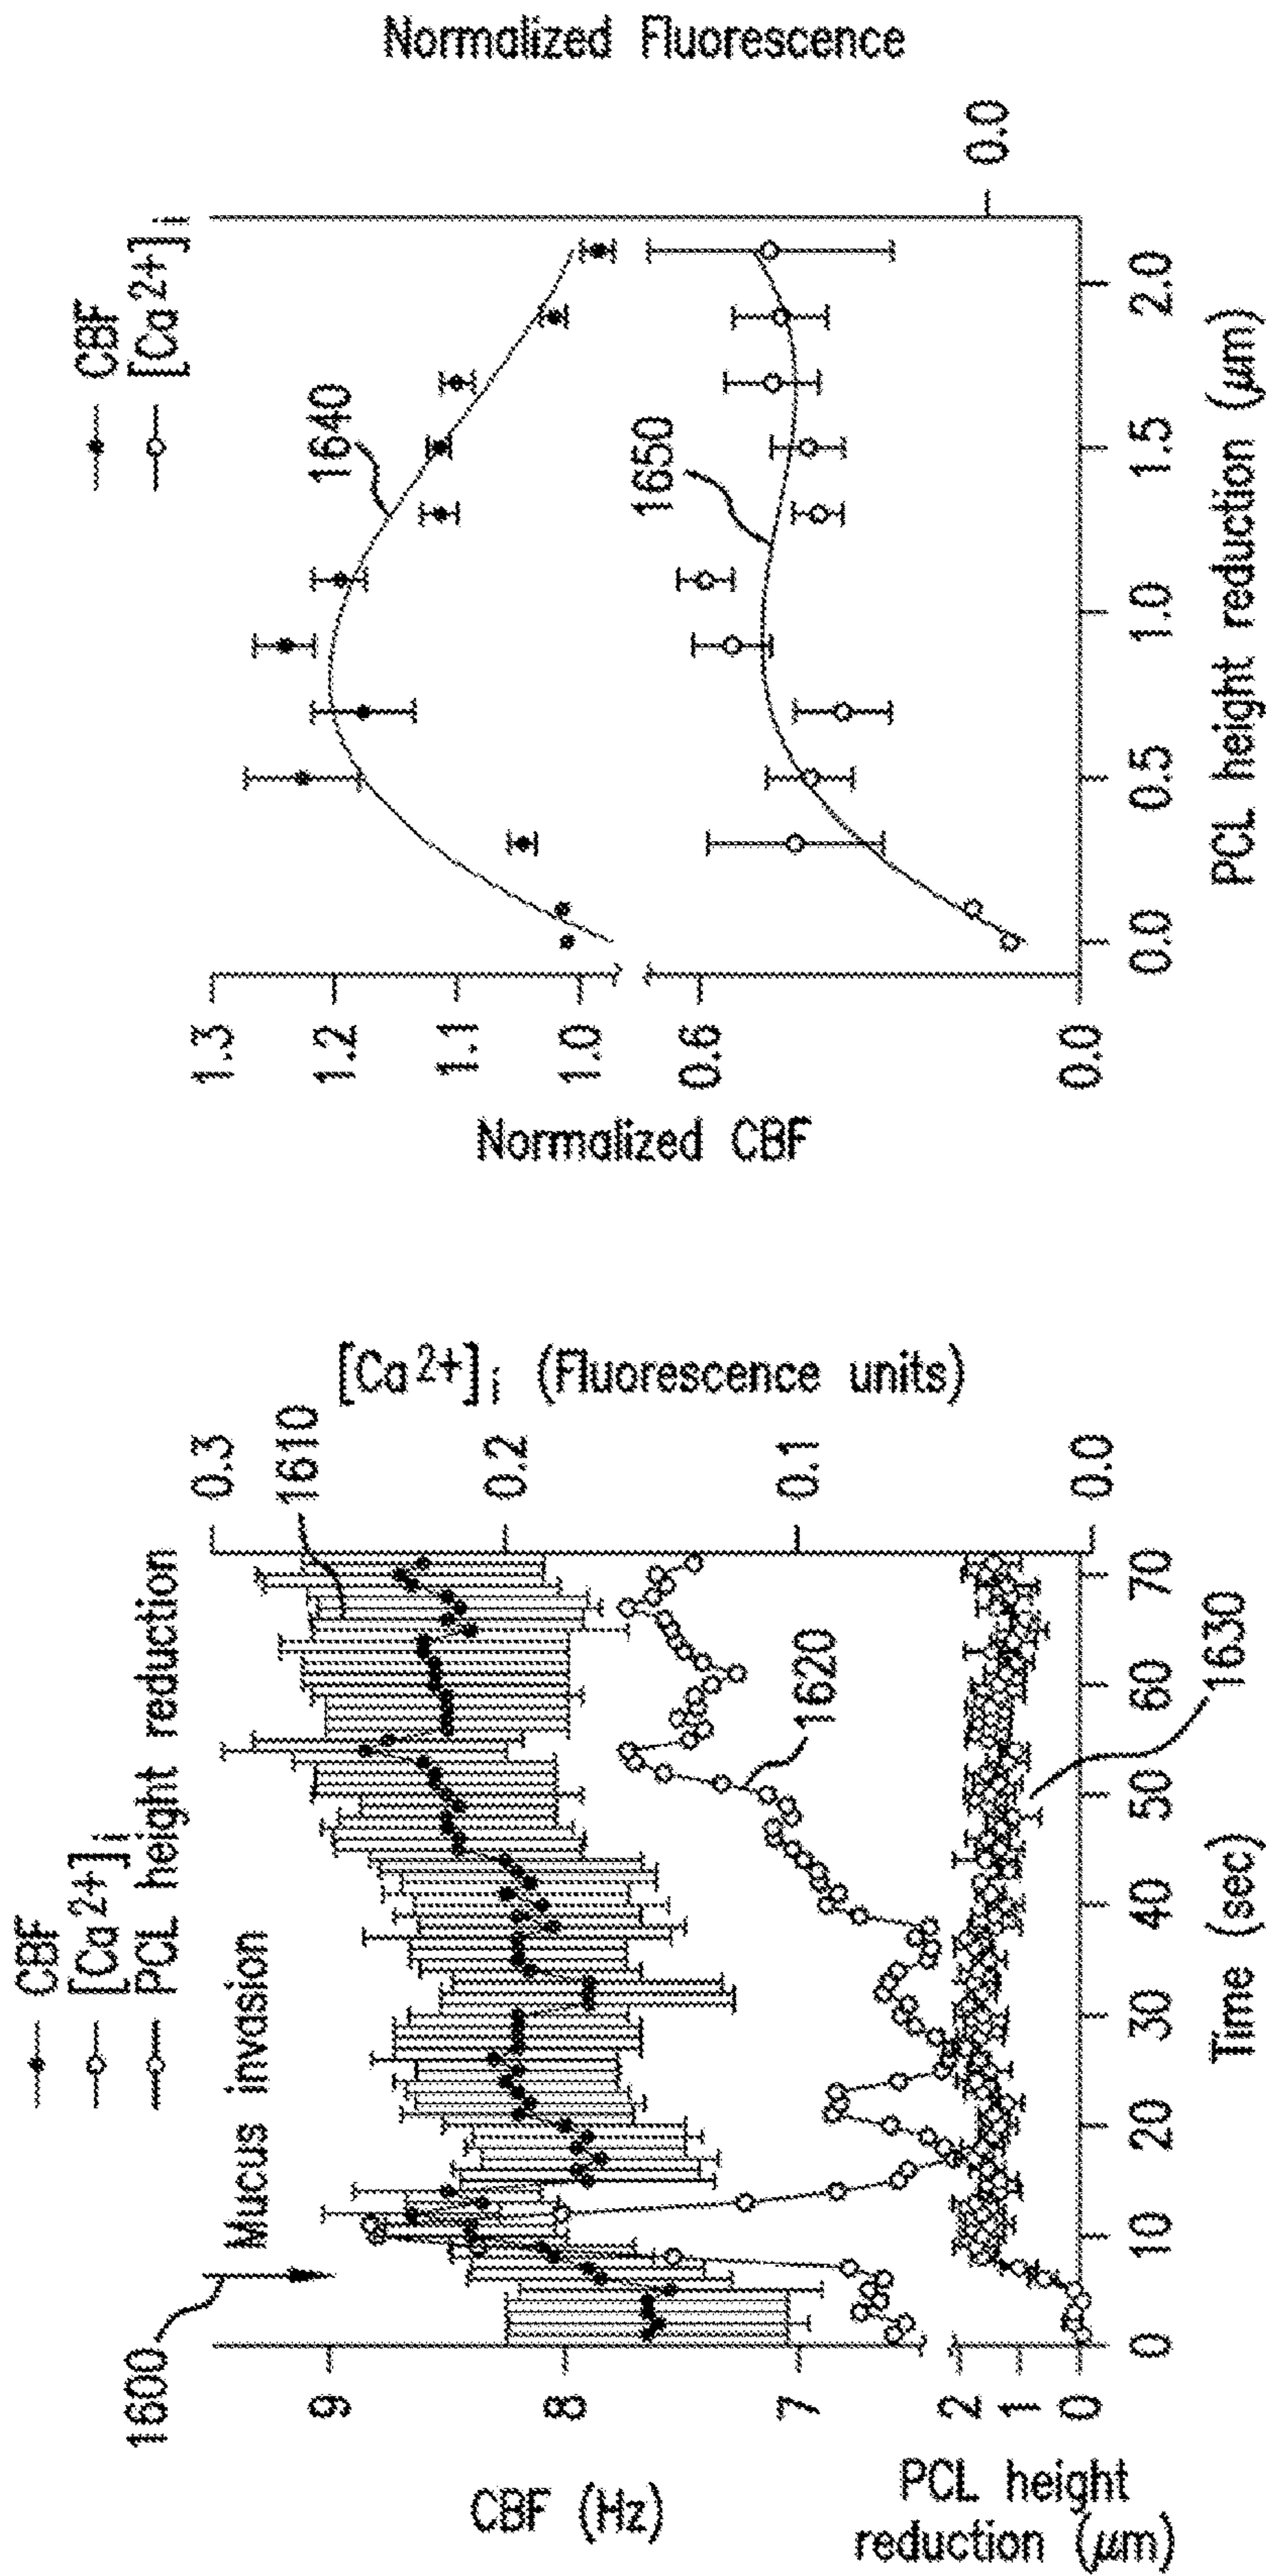 CBF
[Ca2+]i
PCL height reduction
1600
Mucus invasion
1610
1620
1630
9
8
7
2
1
0
CBF (Hz)
PCL height
reduction (μm)
0.3
0.2
0.1
0.0
[Ca2+]i (Fluorescence units)
0
10
20
30
40
50
60
70
Time (sec)
CBF
[Ca2+]i
1640
1650
1.3
1.2
1.1
1.0
0.6
0.0
Normalized CBF
0.0
Normalized Fluorescence
0.0
0.5
1.0
1.5
2.0
PCL height reduction (μm)